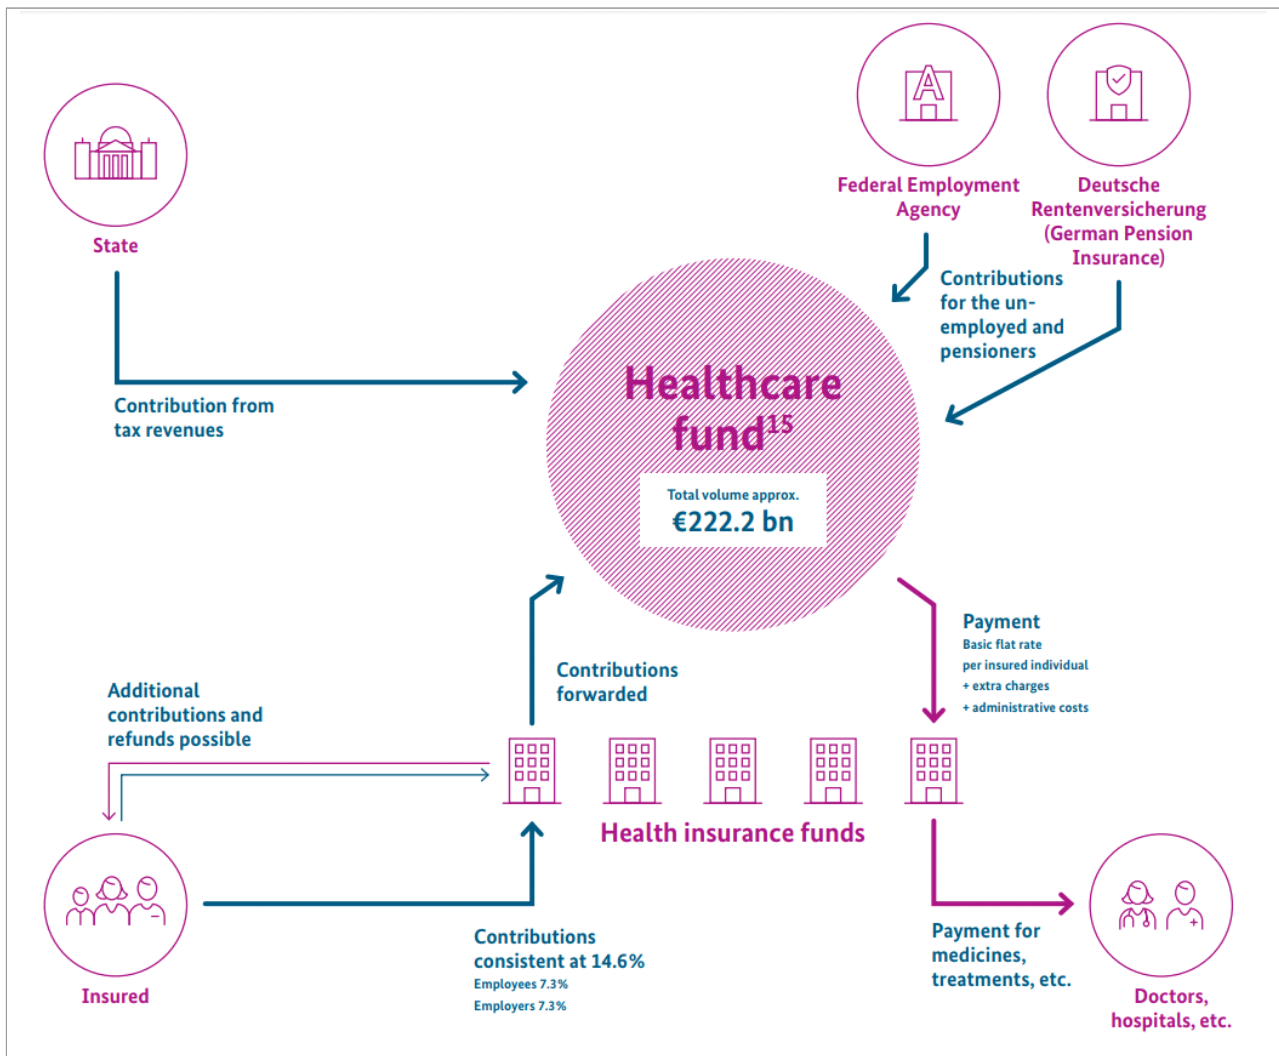 State
A
Federal Employment
Agency
Deutsche
Rentenversicherung
(German Pension
Insurance)
Contributions
for the un-
employed and
pensioners
Contribution from
tax revenues
Healthcare
fund15
Total volume approx.
€222.2 bn
Payment
Basic flat rate
per insured individual
+ extra charges
+ administrative costs
Contributions
forwarded
Additional
contributions and
refunds possible
Health insurance funds
Insured
Contributions
consistent at 14.6%
Employees 7.3%
Employers 7.3%
Payment for
medicines,
treatments, etc.
Doctors,
hospitals, etc.